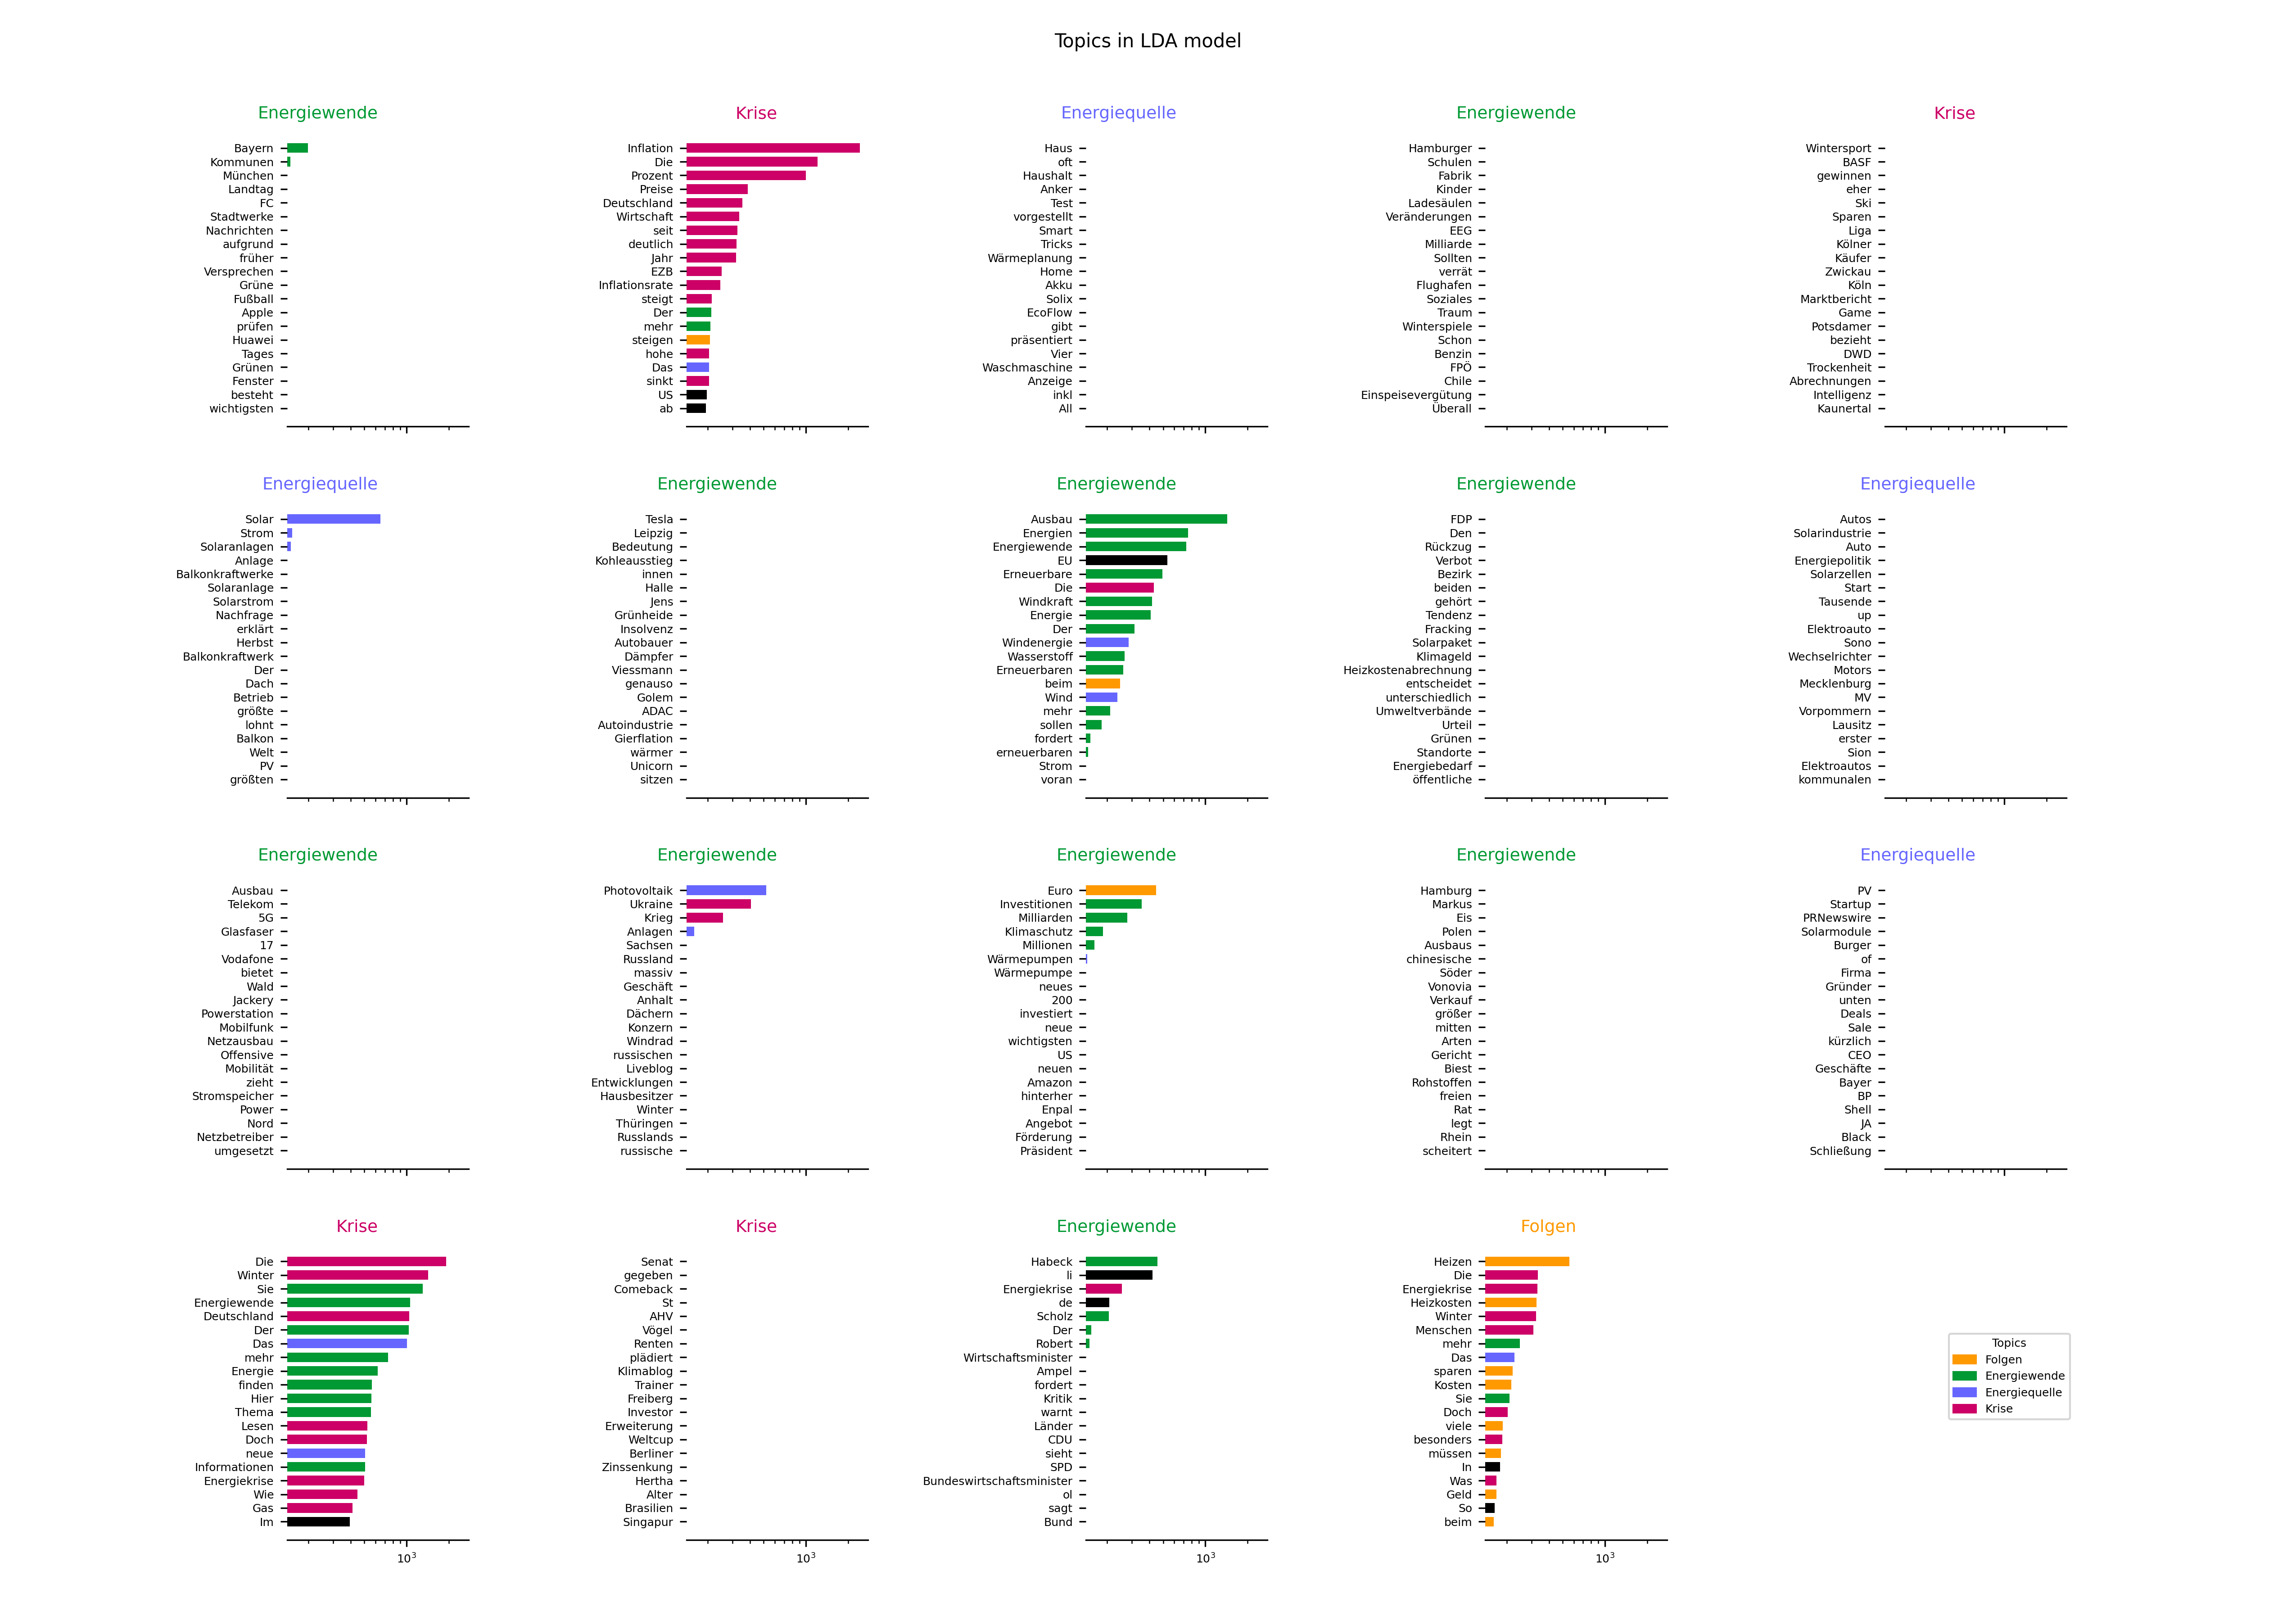 Topics in LDA model
Energiewende
Bayern
Kommunen
München
Landtag
FC
Stadtwerke
Nachrichten
aufgrund
früher
Versprechen
Grüne
Fußball
Apple
prüfen
Huawei
Tages
Grünen
Fenster
besteht
wichtigsten
Krise
Inflation
Die
Prozent
Preise
Deutschland
Wirtschaft
seit
deutlich
Jahr
EZB
Inflationsrate
steigt
Der
mehr
steigen
hohe
Das
sinkt
US
ab
Energiequelle
Haus
oft
Haushalt
Anker
Test
vorgestellt
Smart
Tricks
Wärmeplanung
Home
Akku
Solix
EcoFlow
gibt
präsentiert
Vier
Waschmaschine
Anzeige
inkl
All
Energiewende
Hamburger
Schulen
Fabrik
Kinder
Ladesäulen
Veränderungen
EEG
Milliarde
Sollten
verrät
Flughafen
Soziales
Traum
Winterspiele
Schon
Benzin
FPÖ
Chile
Einspeisevergütung
Überall
Krise
Wintersport
BASF
gewinnen
eher
Ski
Sparen
Liga
Kölner
Käufer
Zwickau
Köln
Marktbericht
Game
Potsdamer
bezieht
DWD
Trockenheit
Abrechnungen
Intelligenz
Kaunertal
Energiequelle
Solar
Strom
Solaranlagen
Anlage
Balkonkraftwerke
Solaranlage
Solarstrom
Nachfrage
erklärt
Herbst
Balkonkraftwerk
Der
Dach
Betrieb
größte
lohnt
Balkon
Welt
PV
größten
Energiewende
Tesla
Leipzig
Bedeutung
Kohleausstieg
innen
Halle
Jens
Grünheide
Insolvenz
Autobauer
Dämpfer
Viessmann
genauso
Golem
ADAC
Autoindustrie
Gierflation
wärmer
Unicorn
sitzen
Energiewende
Ausbau
Energien
Energiewende
EU
Erneuerbare
Die
Windkraft
Energie
Der
Windenergie
Wasserstoff
Erneuerbaren
beim
Wind
mehr
sollen
fordert
erneuerbaren
Strom
voran
Energiewende
FDP
Den
Rückzug
Verbot
Bezirk
beiden
gehört
Tendenz
Fracking
Solarpaket
Klimageld
Heizkostenabrechnung
entscheidet
unterschiedlich
Umweltverbände
Urteil
Grünen
Standorte
Energiebedarf
öffentliche
Energiequelle
Autos
Solarindustrie
Auto
Energiepolitik
Solarzellen
Start
Tausende
up
Elektroauto
Sono
Wechselrichter
Motors
Mecklenburg
MV
Vorpommern
Lausitz
erster
Sion
Elektroautos
kommunalen
Energiewende
Ausbau
Telekom
5G
Glasfaser
17
Vodafone
bietet
Wald
Jackery
Powerstation
Mobilfunk
Netzausbau
Offensive
Mobilität
zieht
Stromspeicher
Power
Nord
Netzbetreiber
umgesetzt
Energiewende
Photovoltaik
Ukraine
Krieg
Anlagen
Sachsen
Russland
massiv
Geschäft
Anhalt
Dächern
Konzern
Windrad
russischen
Liveblog
Entwicklungen
Hausbesitzer
Winter
Thüringen
Russlands
russische
Energiewende
Euro
Investitionen
Milliarden
Klimaschutz
Millionen
Wärmepumpen
Wärmepumpe
neues
200
investiert
neue
wichtigsten
US
neuen
Amazon
hinterher
Enpal
Angebot
Förderung
Präsident
Energiewende
Hamburg
Markus
Eis
Polen
Ausbaus
chinesische
Söder
Vonovia
Verkauf
größer
mitten
Arten
Gericht
Biest
Rohstoffen
freien
Rat
legt
Rhein
scheitert
Energiequelle
PV
Startup
PRNewswire
Solarmodule
Burger
of
Firma
Gründer
unten
Deals
Sale
kürzlich
CEO
Geschäfte
Bayer
BP
Shell
JA
Black
Schließung
Krise
Die
Winter
Sie
Energiewende
Deutschland
Der
Das
mehr
Energie
finden
Hier
Thema
Lesen
Doch
neue
Informationen
Energiekrise
Wie
Gas
Im
10³
Krise
Senat
gegeben
Comeback
St
AHV
Vögel
Renten
plädiert
Klimablog
Trainer
Freiberg
Investor
Erweiterung
Weltcup
Berliner
Zinssenkung
Hertha
Alter
Brasilien
Singapur
10³
Energiewende
Habeck
li
Energiekrise
de
Scholz
Der
Robert
Wirtschaftsminister
Ampel
fordert
Kritik
warnt
Länder
CDU
sieht
SPD
Bundeswirtschaftsminister
ol
sagt
Bund
10³
Folgen
Heizen
Die
Energiekrise
Heizkosten
Winter
Menschen
mehr
Das
sparen
Kosten
Sie
Doch
viele
besonders
müssen
In
Was
Geld
So
beim
10³
Topics
Folgen
Energiewende
Energiequelle
Krise